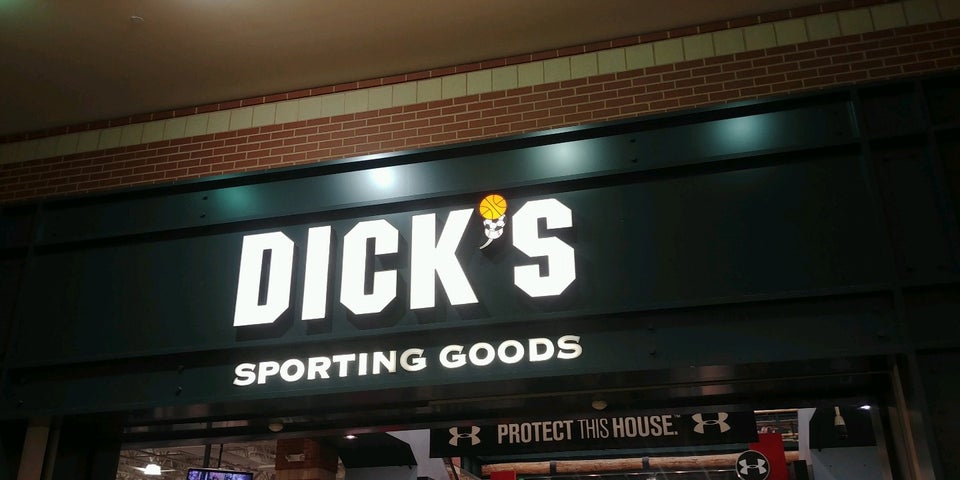 DICK'S
SPORTING GOODS
PROTECT THIS HOUSE.